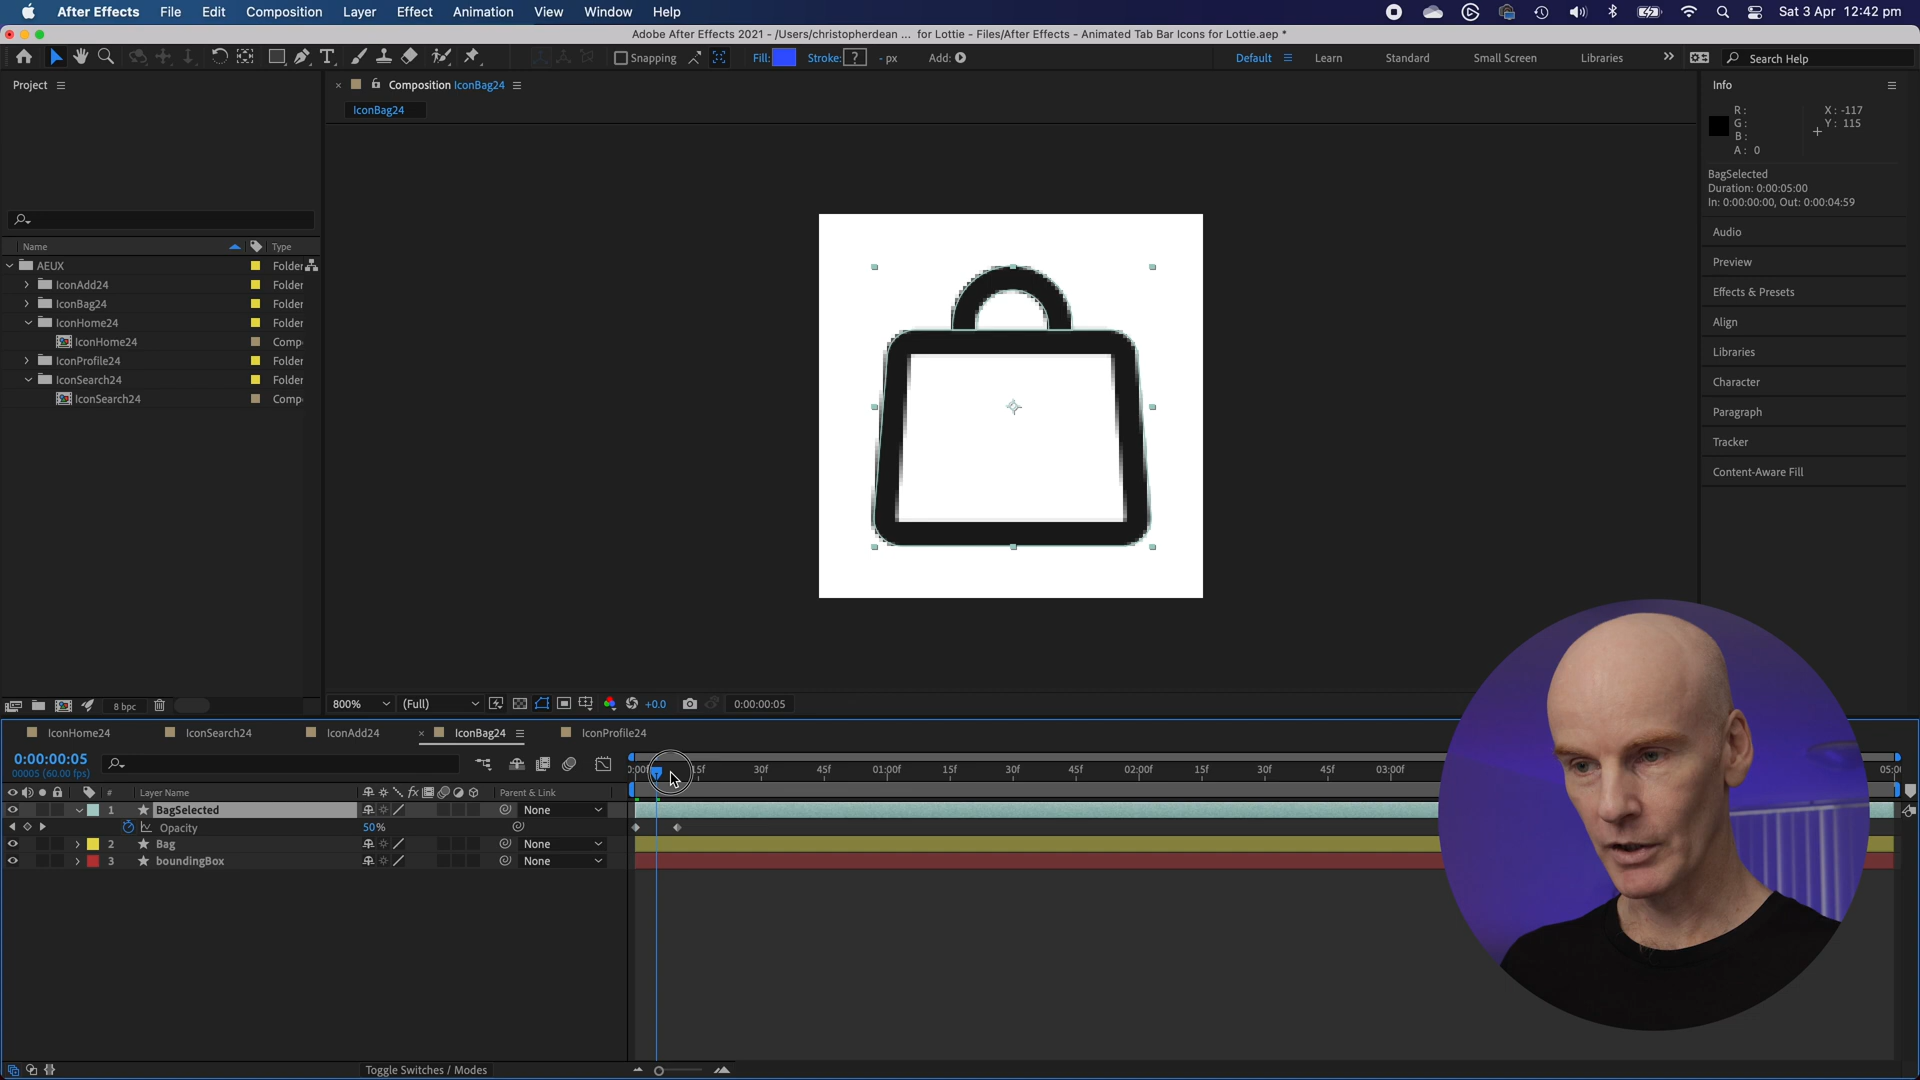 After Effects File Edit Composition Layer Effect Animation View Window Help Sat 3 Apr 12:42 pm
Adobe After Effects 2021 - /Users/christopherdean ... for Lottie - Files/After Effects - Animated Tab Bar Icons for Lottie.aep *
Snapping Fill: Stroke: ? - px Add: Default Learn Standard Small Screen Libraries Search Help
Project
Composition IconBag24
Info
IconBag24
R:
G:
B:
A: 0
X: -117
Y: 115
BagSelected
Duration: 0:00:05:00
In: 0:00:00:00, Out: 0:00:04:59
Audio
Preview
Effects & Presets
Align
Libraries
Character
Paragraph
Tracker
Content-Aware Fill
Name Type
AEUX Folder
IconAdd24 Folder
IconBag24 Folder
IconHome24 Folder
IconHome24 Comp
IconProfile24 Folder
IconSearch24 Folder
IconSearch24 Comp
8 bpc
800% (Full) +0.0 0:00:00:05
IconHome24 IconSearch24 IconAdd24 IconBag24 IconProfile24
0:00:00:05
00005 (60.00 fps)
15f 30f 45f 01:00f 15f 30f 45f 02:00f 15f 30f 45f 03:00f
# Layer Name Parent & Link
1 BagSelected None
Opacity 50%
2 Bag None
3 boundingBox None
Toggle Switches / Modes